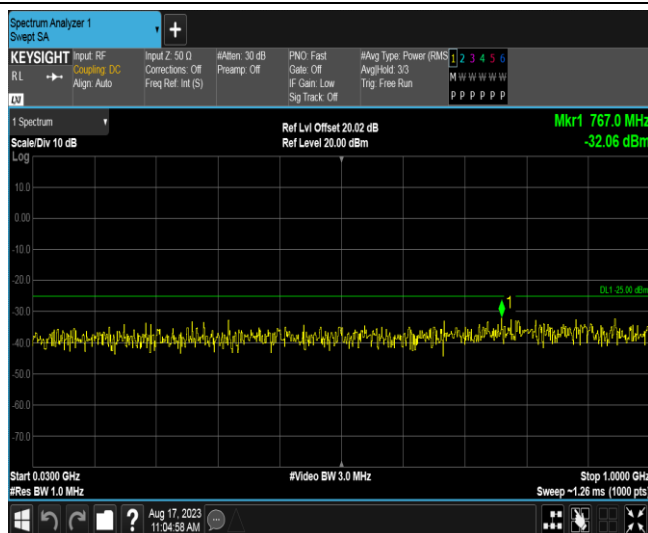 Spectrum Analyzer 1
Swept SA
+
KEYSIGHT
RL
LXI
Input: RF
Coupling: DC
Align: Auto
Input Z: 50 Ω
Corrections: Off
Freq Ref: Int (S)
#Atten: 30 dB
Preamp: Off
PNO: Fast
Gate: Off
IF Gain: Low
Sig Track: Off
#Avg Type: Power (RMS
Avg|Hold: 3/3
Trig: Free Run
1 2 3 4 5 6
M W W W W W
P P P P P P
1 Spectrum
Scale/Div 10 dB
Log
Ref Lvl Offset 20.02 dB
Ref Level 20.00 dBm
Mkr1 767.0 MHz
-32.06 dBm
10.0
0.00
-10.0
-20.0
DL1 -25.00 dBm
1
-30.0
-40.0
-50.0
-60.0
-70.0
Start 0.0300 GHz
#Res BW 1.0 MHz
#Video BW 3.0 MHz
Stop 1.0000 GHz
Sweep ~1.26 ms (1000 pts)
?
Aug 17, 2023
11:04:58 AM